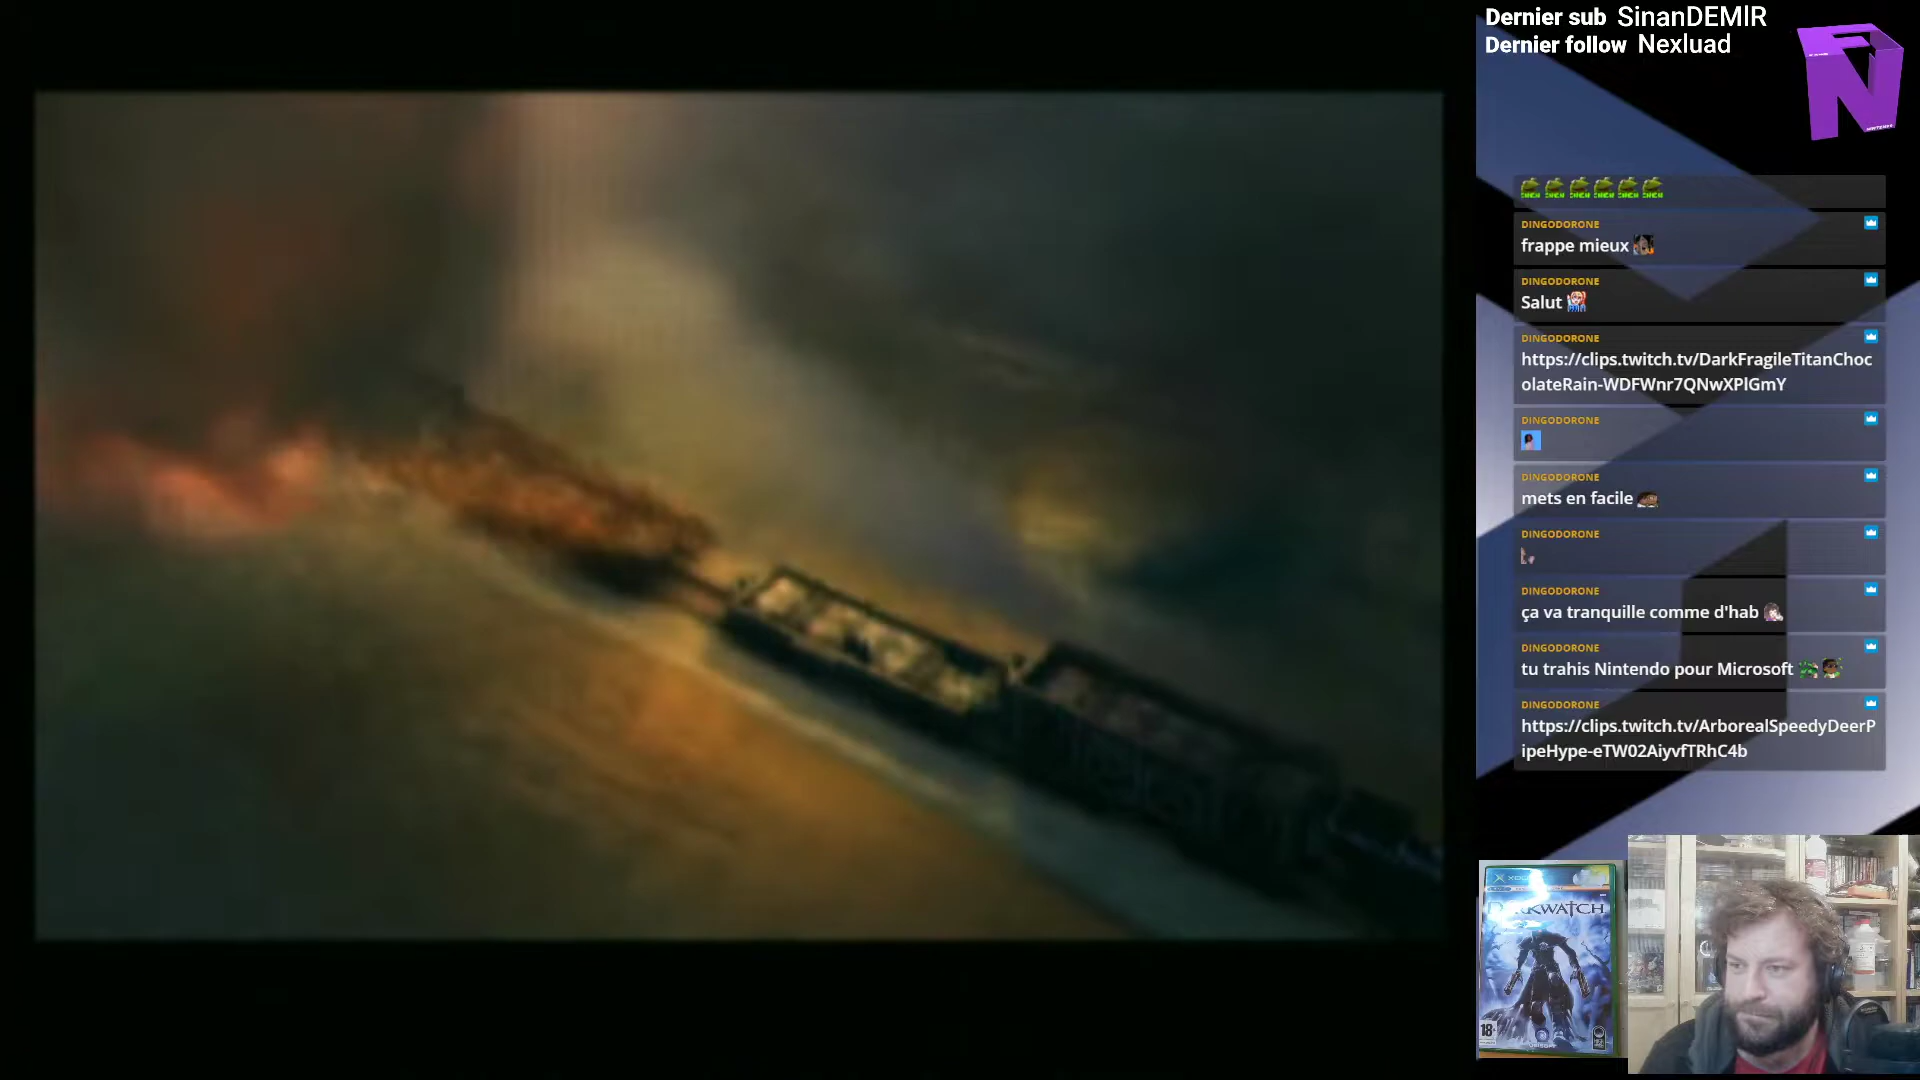 Dernier sub SinanDEMIR
Dernier follow Nexluad
DINGODORONE
frappe mieux
DINGODORONE
Salut
DINGODORONE
https://clips.twitch.tv/DarkFragileTitanChoc
olateRain-WDFWnr7QNwXPlGmY
DINGODORONE
DINGODORONE
mets en facile
DINGODORONE
DINGODORONE
ça va tranquille comme d'hab
DINGODORONE
tu trahis Nintendo pour Microsoft
DINGODORONE
https://clips.twitch.tv/ArborealSpeedyDeerP
ipeHype-eTW02AiyvfTRhC4b
DARKWATCH
18+